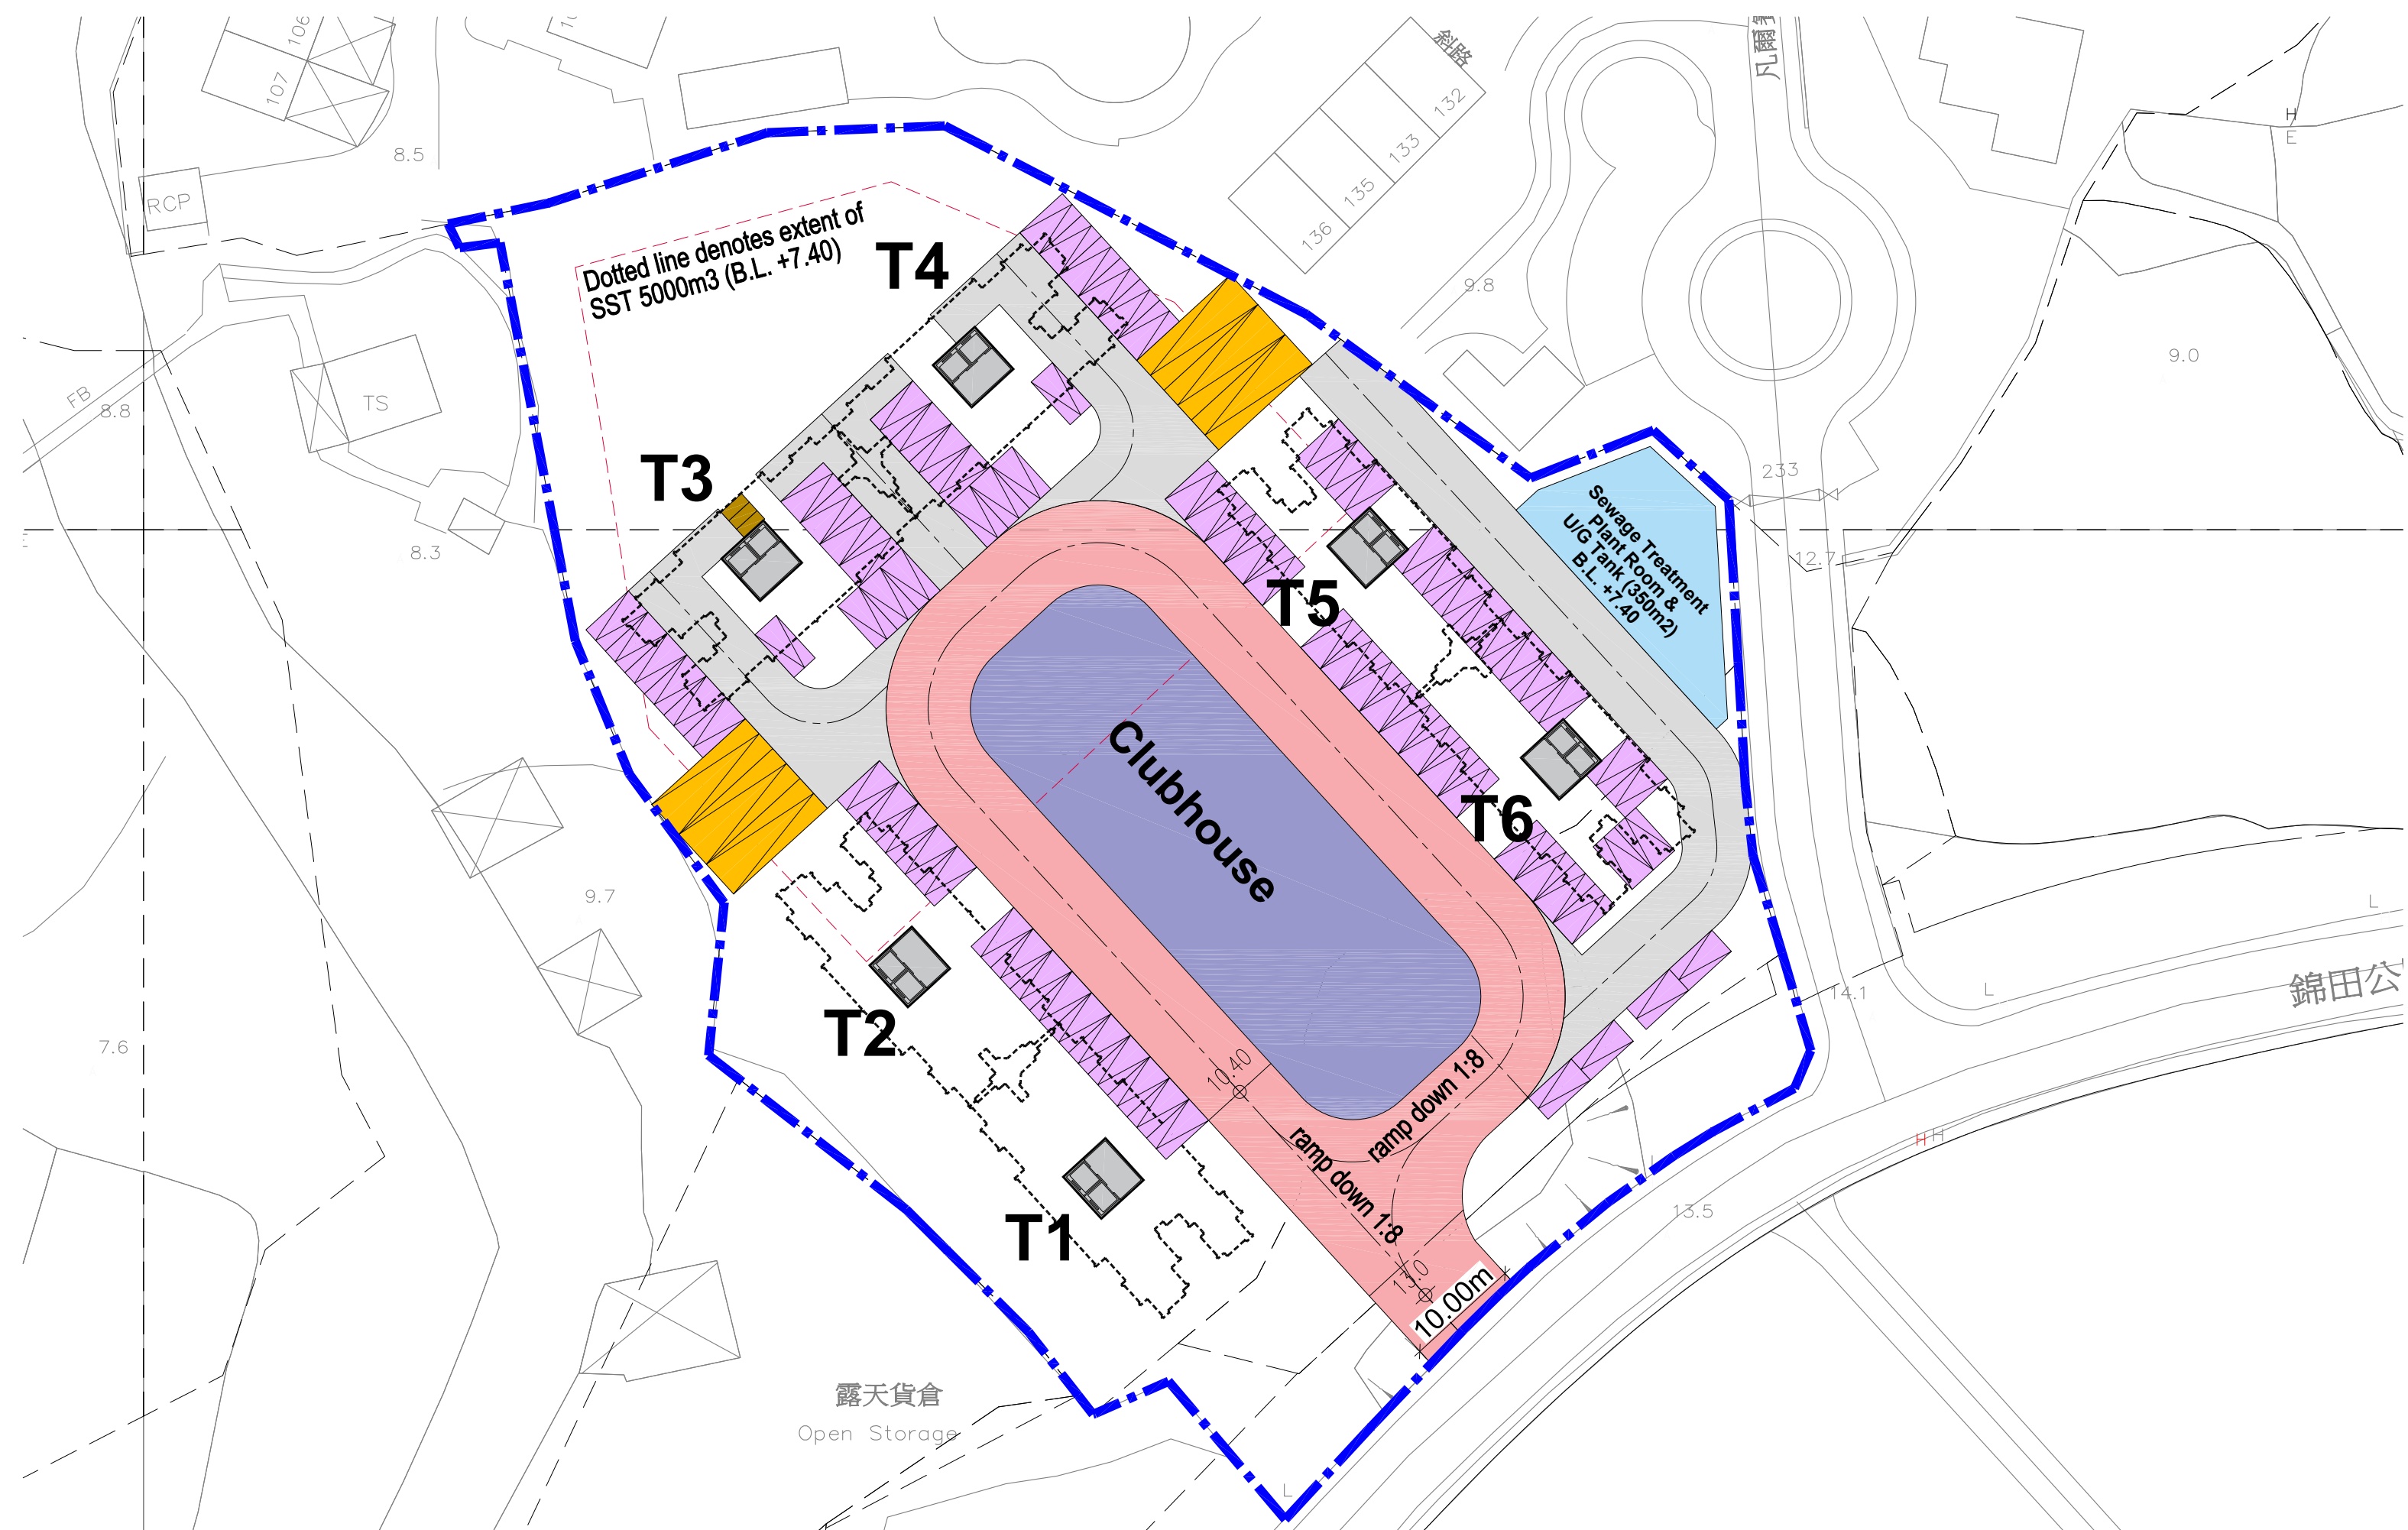 106
107
斜路
132
133
135
136
8.5
RCP
H
E
Dotted line denotes extent of
SST 5000m3 (B.L. +7.40)
T4
9.8
9.0
FB
8.8
TS
T3
233
Sewage Treatment
Plant Room &
U/G Tank (350m2)
B.L. +7.40
8.3
12.7
T5
Clubhouse
T6
9.7
L
錦田公
L
14.1
T2
7.6
10.40
ramp down 1:8
ramp down 1:8
H
H
T1
13.5
13.0
10.00m
露天貨倉
Open Storage
L